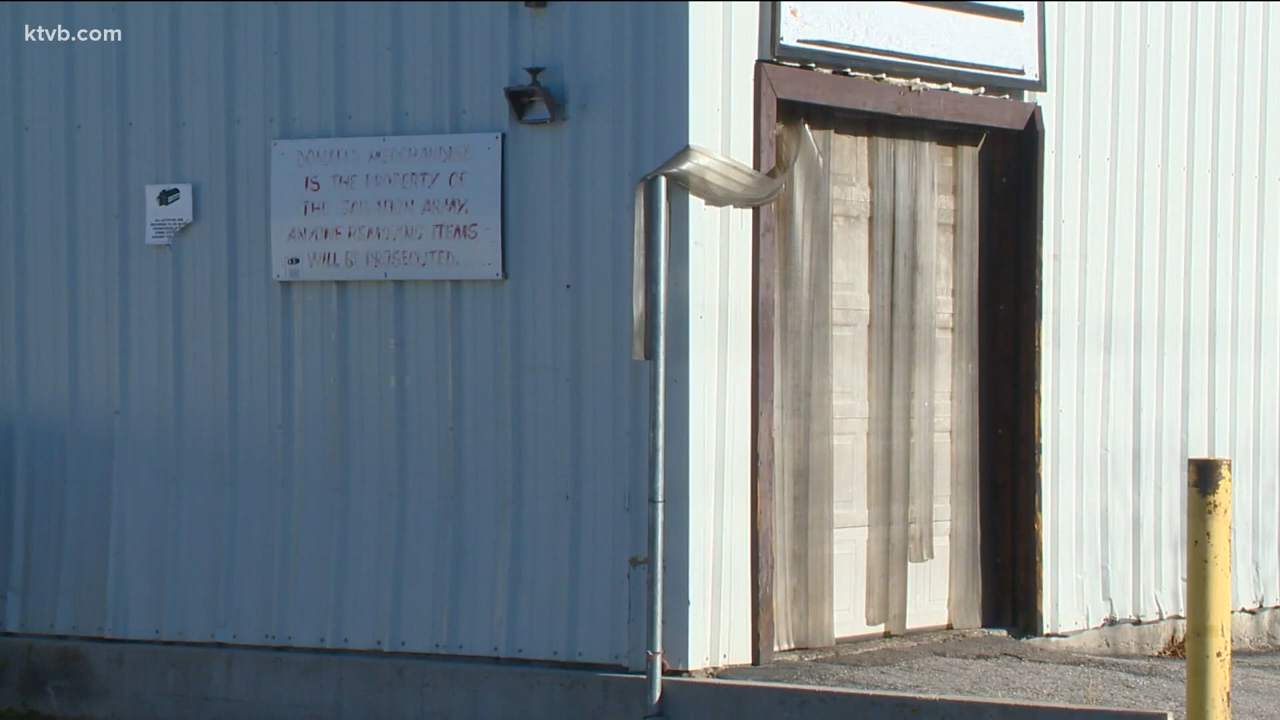 ktvb.com
DONATED MERCHANDISE
IS THE PROPERTY OF
THE SALVATION ARMY.
ANYONE REMOVING ITEMS
WILL BE PROSECUTED.